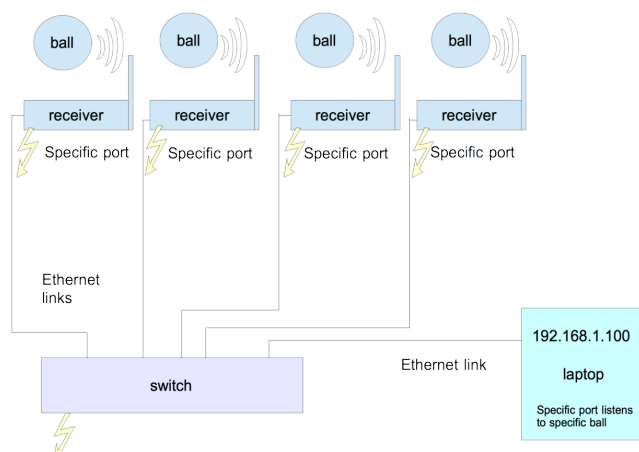 ball
ball
ball
ball
receiver
receiver
receiver
receiver
Specific port
Specific port
Specific port
Specific port
Ethernet
links
192.168.1.100
Ethernet link
laptop
switch
Specific port listens
to specific ball